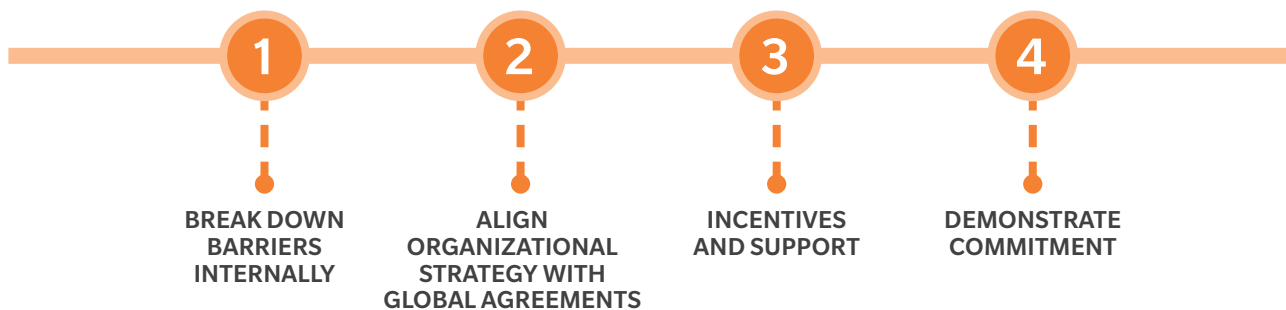 1
BREAK DOWN
BARRIERS
INTERNALLY
2
ALIGN
ORGANIZATIONAL
STRATEGY WITH
GLOBAL AGREEMENTS
3
INCENTIVES
AND SUPPORT
4
DEMONSTRATE
COMMITMENT